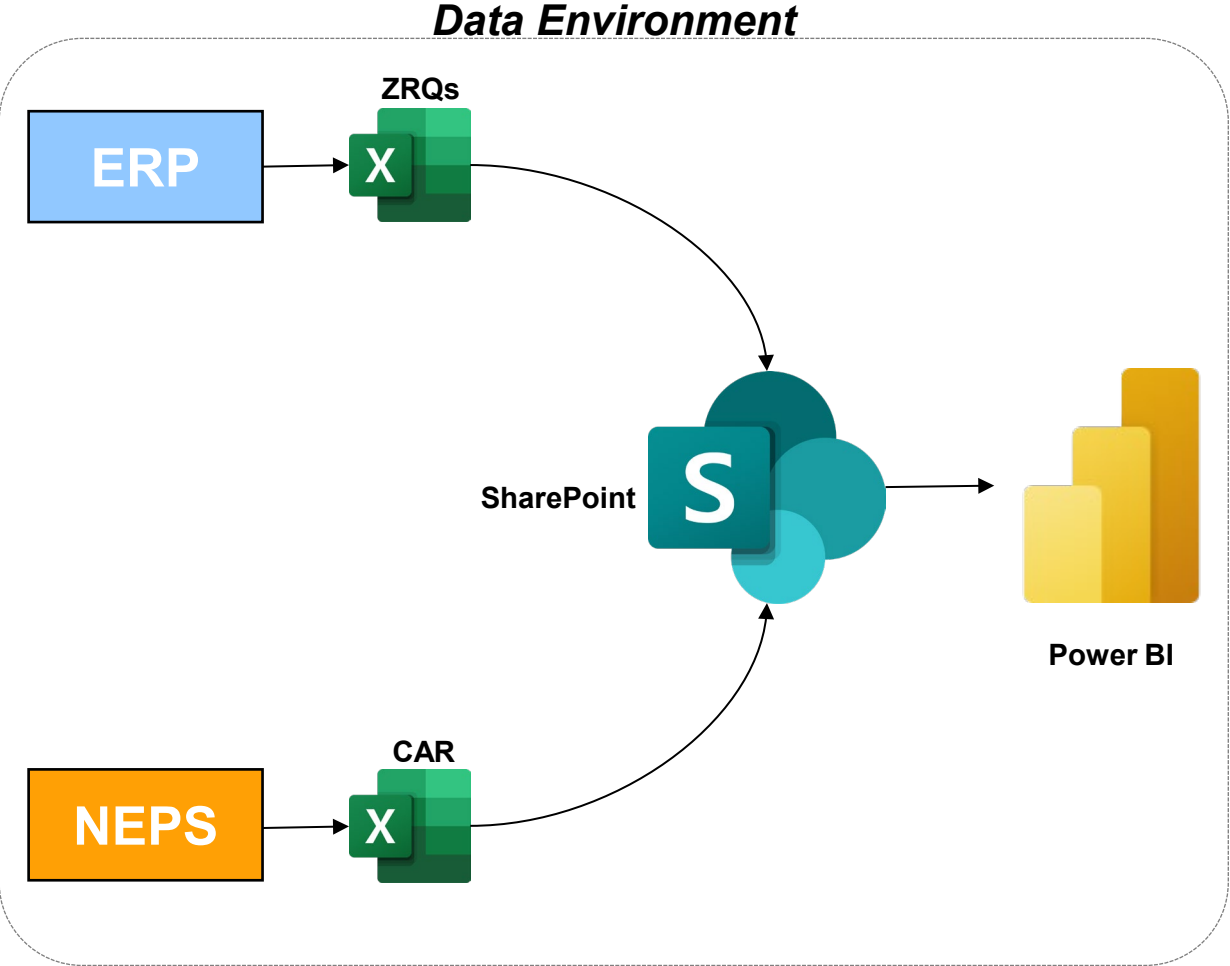 Data Environment
ZRQs
ERP
X
SharePoint
S
Power BI
CAR
NEPS
X